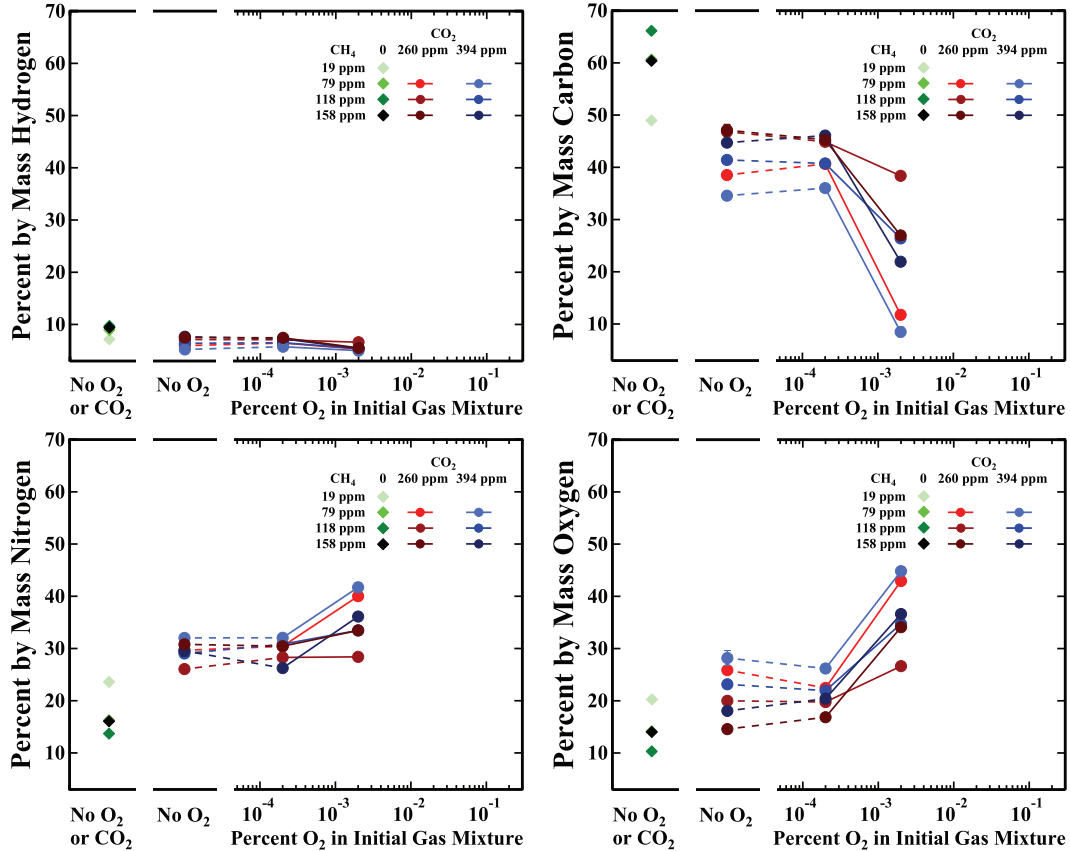 Percent by Mass Hydrogen
70
60
50
40
30
20
10
CO2
CH4 0 260 ppm 394 ppm
19 ppm
79 ppm
118 ppm
158 ppm
No O2
or CO2
No O2
10−4 10−3 10−2 10−1
Percent O2 in Initial Gas Mixture
Percent by Mass Carbon
70
60
50
40
30
20
10
CO2
CH4 0 260 ppm 394 ppm
19 ppm
79 ppm
118 ppm
158 ppm
No O2
or CO2
No O2
10−4 10−3 10−2 10−1
Percent O2 in Initial Gas Mixture
Percent by Mass Nitrogen
70
60
50
40
30
20
10
CO2
CH4 0 260 ppm 394 ppm
19 ppm
79 ppm
118 ppm
158 ppm
No O2
or CO2
No O2
10−4 10−3 10−2 10−1
Percent O2 in Initial Gas Mixture
Percent by Mass Oxygen
70
60
50
40
30
20
10
CO2
CH4 0 260 ppm 394 ppm
19 ppm
79 ppm
118 ppm
158 ppm
No O2
or CO2
No O2
10−4 10−3 10−2 10−1
Percent O2 in Initial Gas Mixture